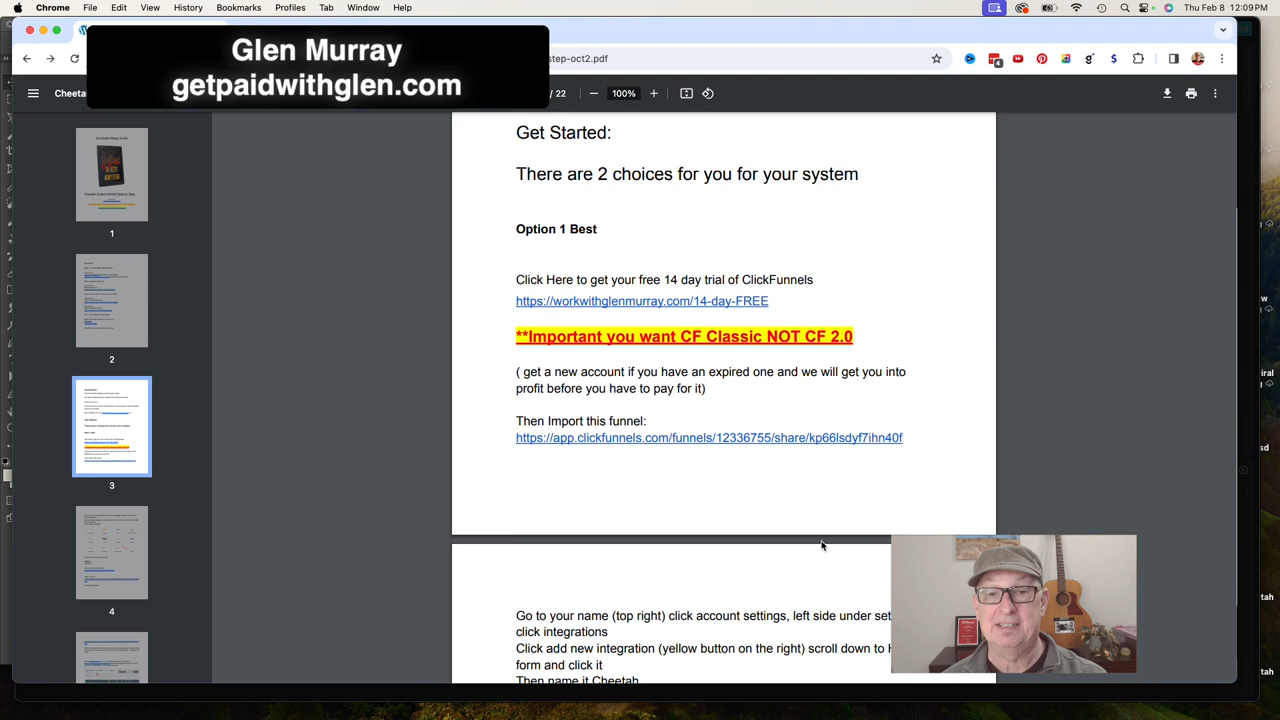 Chrome File Edit View History Bookmarks Profiles Tab Window Help
Thu Feb 8 12:09 PM
Glen Murray
getpaidwithglen.com
step-oct2.pdf
4
Cheeta
/ 22
100%
1
2
3
4
Get Started:
There are 2 choices for you for your system
Option 1 Best
Click Here to get your free 14 day trial of ClickFunnels
https://workwithglenmurray.com/14-day-FREE
**Important you want CF Classic NOT CF 2.0
( get a new account if you have an expired one and we will get you into
profit before you have to pay for it)
Then Import this funnel:
https://app.clickfunnels.com/funnels/12336755/share/kp66lsdyf7ihn40f
Go to your name (top right) click account settings, left side under set
click integrations
Click add new integration (yellow button on the right) scroll down to
form and click it
Then name it Cheetah